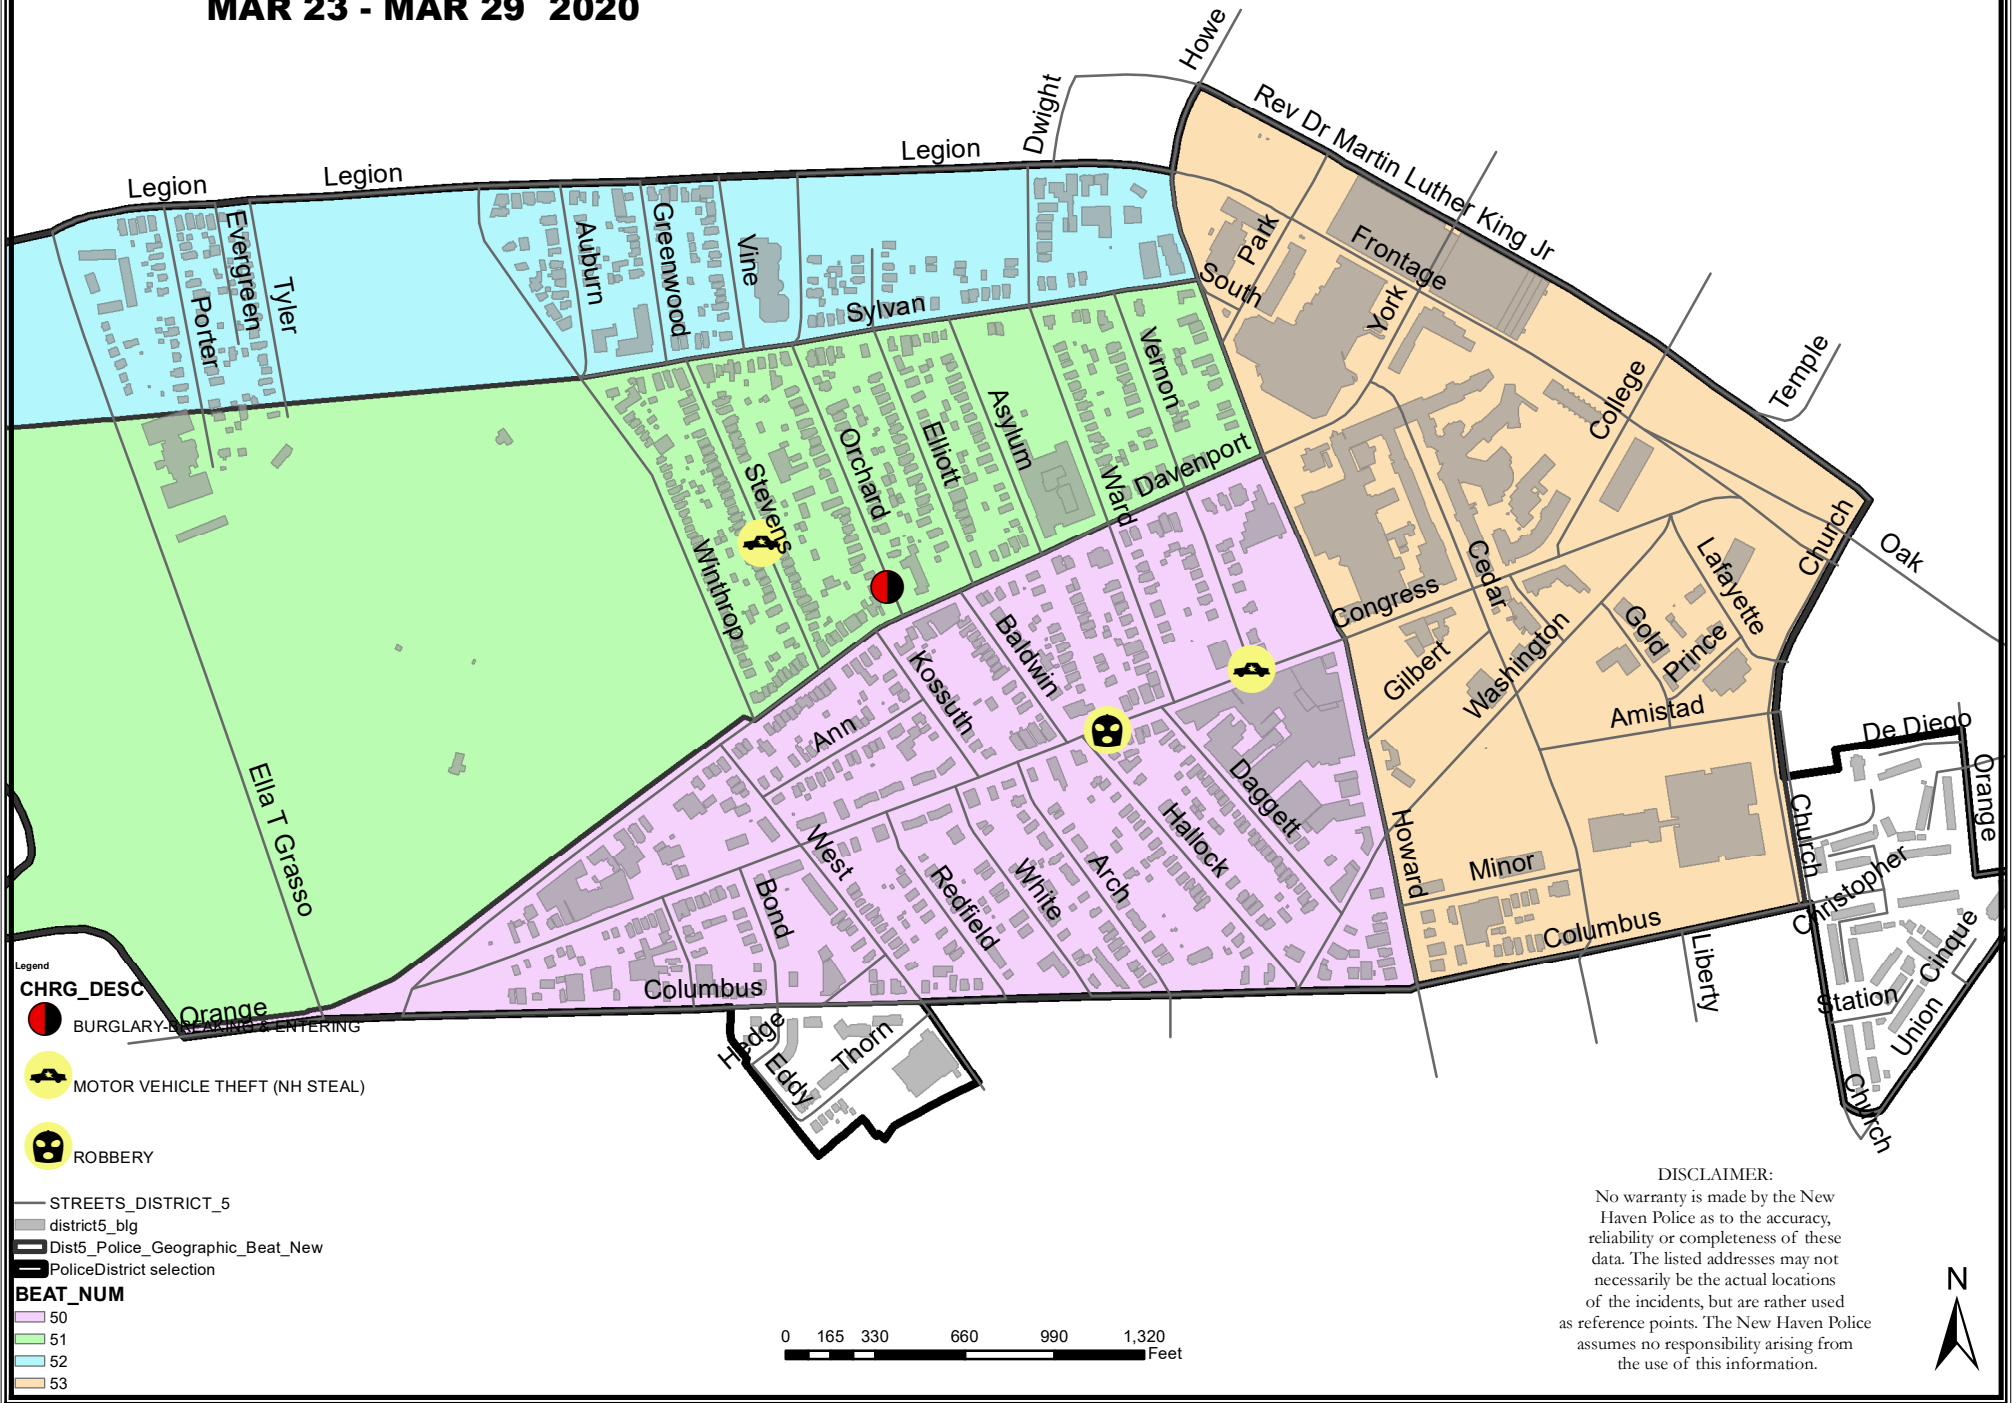 MAR 23 - MAR 29 2020
Howe
Rev Dr Martin Luther King Jr
Dwight
Legion
Legion
Legion
Evergreen
Porter
Tyler
Auburn
Greenwood
Vine
Sylvan
Park
South
Frontage
York
College
Temple
Vernon
Asylum
Elliott
Orchard
Stevens
Winthrop
Ward
Davenport
Church
Oak
Cedar
Lafayette
Congress
Gilbert
Washington
Gold
Prince
Amistad
Baldwin
Kossuth
Ann
Ella T Grasso
West
Bond
Redfield
White
Arch
Hallock
Daggett
Howard
Minor
Columbus
Columbus
De Diego
Orange
Church
Christopher
Cinque
Station
Union
Church
Liberty
Orange
Hedge
Eddy
Thorn
Legend
CHRG_DESC
BURGLARY-BREAKING & ENTERING
MOTOR VEHICLE THEFT (NH STEAL)
ROBBERY
STREETS_DISTRICT_5
district5_blg
Dist5_Police_Geographic_Beat_New
PoliceDistrict selection
BEAT_NUM
50
51
52
53
0 165 330 660 990 1,320
Feet
DISCLAIMER:
No warranty is made by the New
Haven Police as to the accuracy,
reliability or completeness of these
data. The listed addresses may not
necessarily be the actual locations
of the incidents, but are rather used
as reference points. The New Haven Police
assumes no responsibility arising from
the use of this information.
N